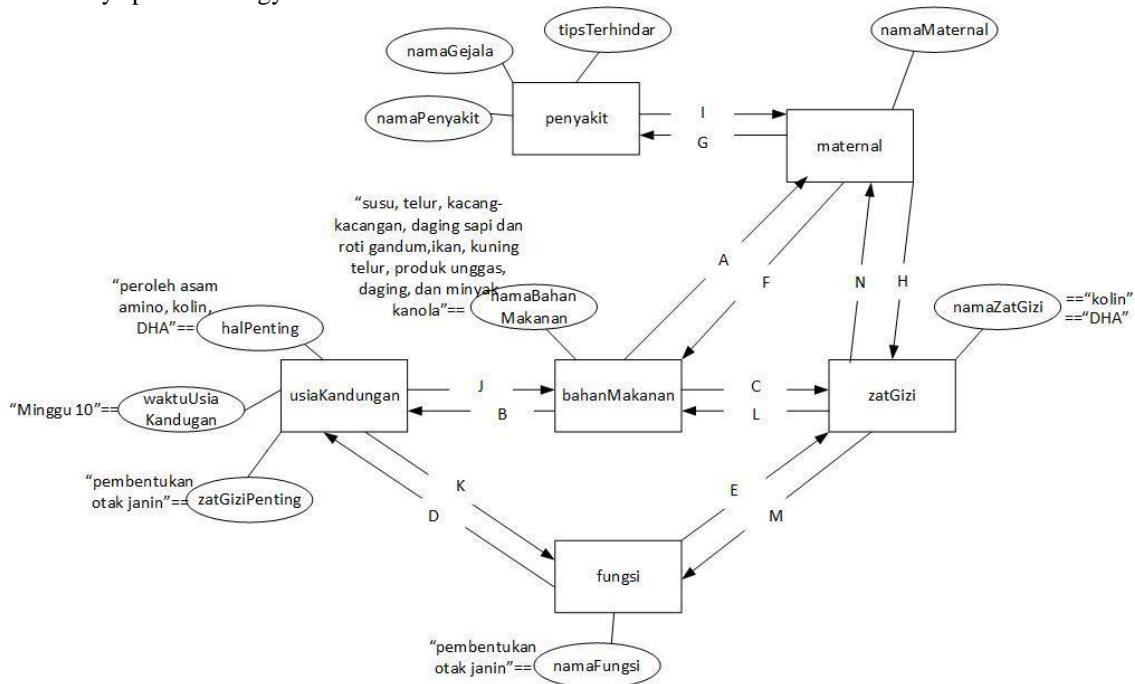 tipsTerhindar
namaMaternal
namaGejala
namaPenyakit
penyakit
I
G
maternal
“susu, telur, kacang-
kacangan, daging sapi dan
roti gandum,ikan, kuning
telur, produk unggas,
daging, dan minyak
kanola”==
namaBahan
Makanan
A
F
N
H
“peroleh asam
amino, kolin,
DHA”==
halPenting
namaZatGizi
==“kolin”
==“DHA”
“Minggu 10”==
waktuUsia
Kandugan
usiaKandungan
J
B
bahanMakanan
C
L
zatGizi
“pembentukan
otak janin”==
zatGiziPenting
K
D
E
M
fungsi
“pembentukan
otak janin”==
namaFungsi